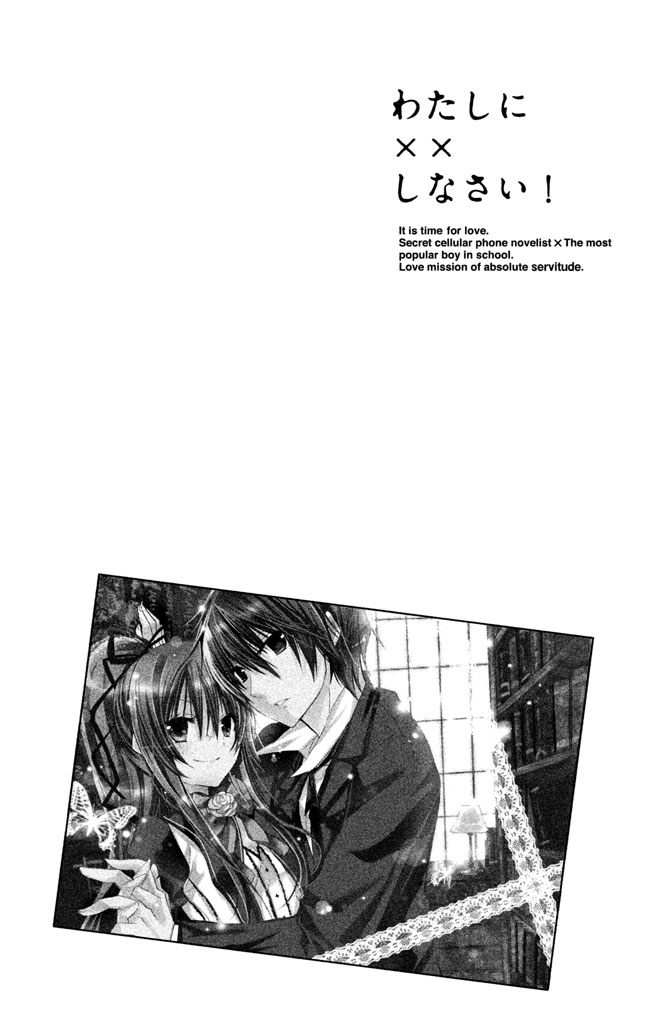 わたしに
××
しなさい!
It is time for love.
Secret cellular phone novelist×The most
popular boy in school.
Love mission of absolute servitude.